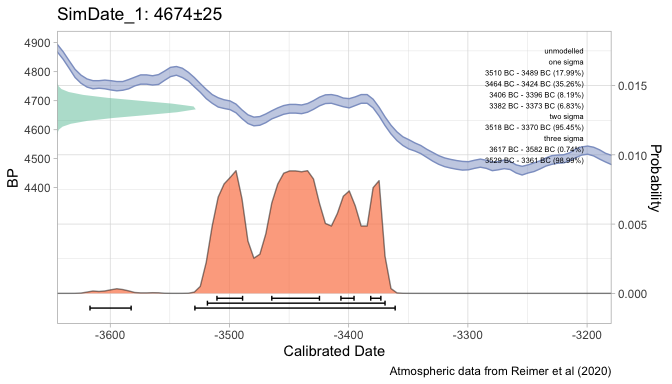 SimDate_1: 4674±25
unmodelled
one sigma
3510 BC - 3489 BC (17.99%)
3464 BC - 3424 BC (35.26%)
3406 BC - 3396 BC (8.19%)
3382 BC - 3373 BC (6.83%)
two sigma
3518 BC - 3370 BC (95.45%)
three sigma
3617 BC - 3582 BC (0.74%)
3529 BC - 3361 BC (98.99%)
4900
4800
4700
4600
4500
4400
BP
0.015
0.010
0.005
0.000
Probability
-3600
-3500
-3400
-3300
-3200
Calibrated Date
Atmospheric data from Reimer et al (2020)